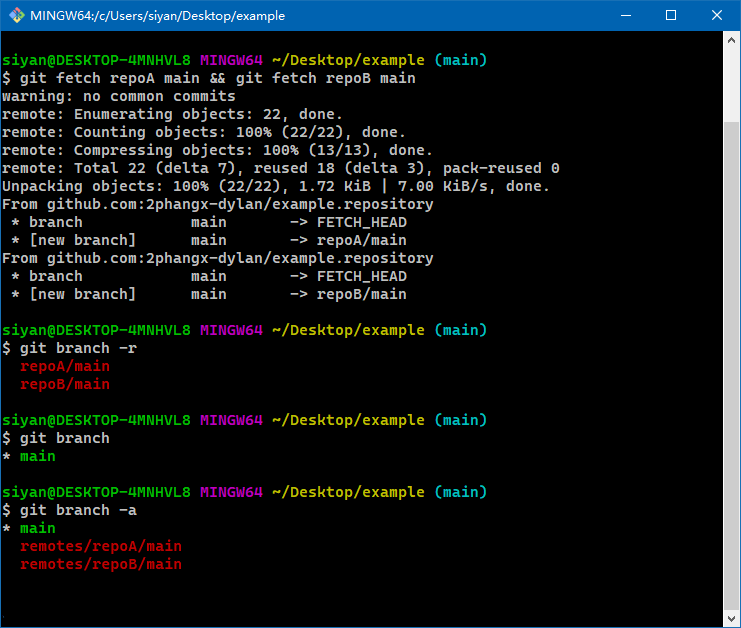 MINGW64:/c/Users/siyan/Desktop/example
siyan@DESKTOP-4MNHVL8 MINGW64 ~/Desktop/example (main)
$ git fetch repoA main && git fetch repoB main
warning: no common commits
remote: Enumerating objects: 22, done.
remote: Counting objects: 100% (22/22), done.
remote: Compressing objects: 100% (13/13), done.
remote: Total 22 (delta 7), reused 18 (delta 3), pack-reused 0
Unpacking objects: 100% (22/22), 1.72 KiB | 7.00 KiB/s, done.
From github.com:2phangx-dylan/example.repository
 * branch            main       -> FETCH_HEAD
 * [new branch]      main       -> repoA/main
From github.com:2phangx-dylan/example.repository
 * branch            main       -> FETCH_HEAD
 * [new branch]      main       -> repoB/main
siyan@DESKTOP-4MNHVL8 MINGW64 ~/Desktop/example (main)
$ git branch -r
  repoA/main
  repoB/main
siyan@DESKTOP-4MNHVL8 MINGW64 ~/Desktop/example (main)
$ git branch
* main
siyan@DESKTOP-4MNHVL8 MINGW64 ~/Desktop/example (main)
$ git branch -a
* main
  remotes/repoA/main
  remotes/repoB/main